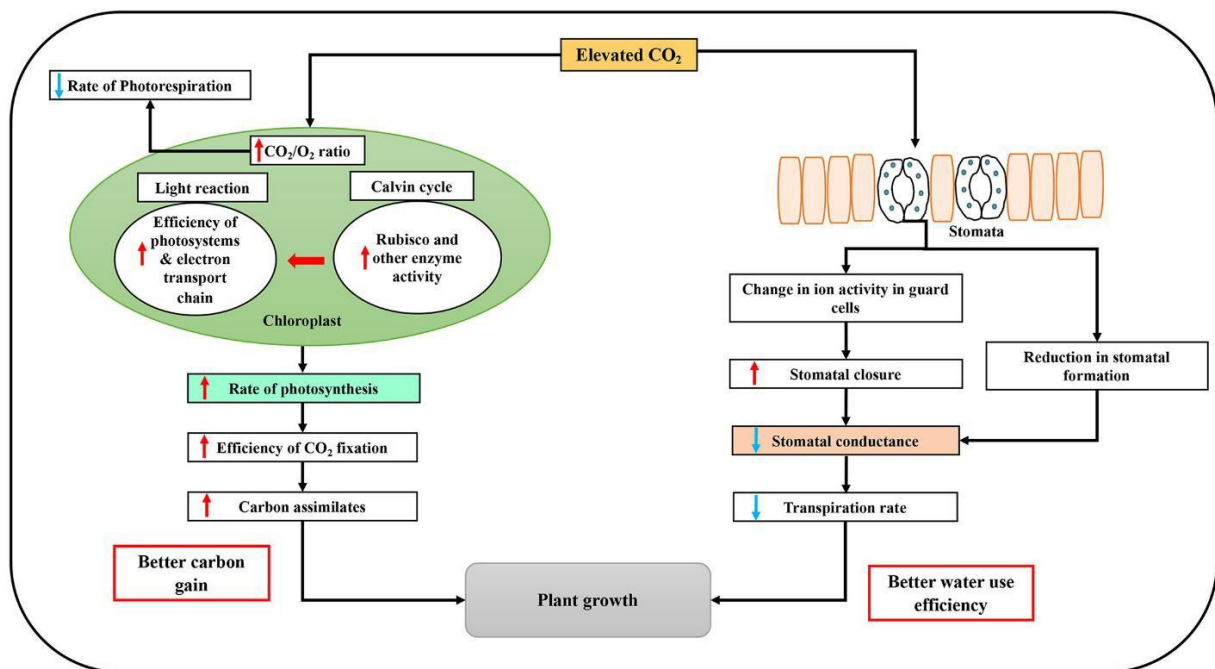 Elevated CO₂
Rate of Photorespiration
CO₂/O₂ ratio
Light reaction
Calvin cycle
Efficiency of
photosystems
& electron
transport
chain
Rubisco and
other enzyme
activity
Chloroplast
Rate of photosynthesis
Efficiency of CO₂ fixation
Carbon assimilates
Better carbon
gain
Stomata
Change in ion activity in guard
cells
Stomatal closure
Reduction in stomatal
formation
Stomatal conductance
Transpiration rate
Better water use
efficiency
Plant growth